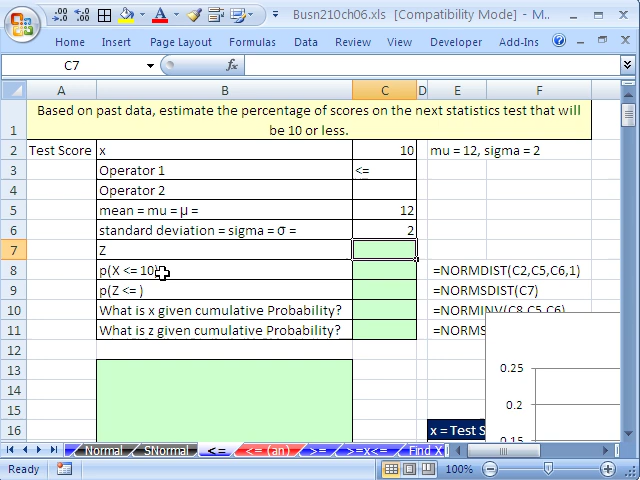 Busn210ch06.xls [Compatibility Mode] - M..
Home Insert Page Layout Formulas Data Review View Developer Add-Ins
C7 fx
A B C D E F
1 Based on past data, estimate the percentage of scores on the next statistics test that will
be 10 or less.
2 Test Score x 10 mu = 12, sigma = 2
3 Operator 1 <=
4 Operator 2
5 mean = mu = µ = 12
6 standard deviation = sigma = σ = 2
7 Z
8 p(X <= 10) =NORMDIST(C2,C5,C6,1)
9 p(Z <= ) =NORMSDIST(C7)
10 What is x given cumulative Probability? =NORMINV(C8,C5,C6)
11 What is z given cumulative Probability? =NORMS
12
13 0.25
14
15 0.2
16 x = Test S 0.15
Normal SNormal <= <= (an) >= >=x<= Find X
Ready 100%